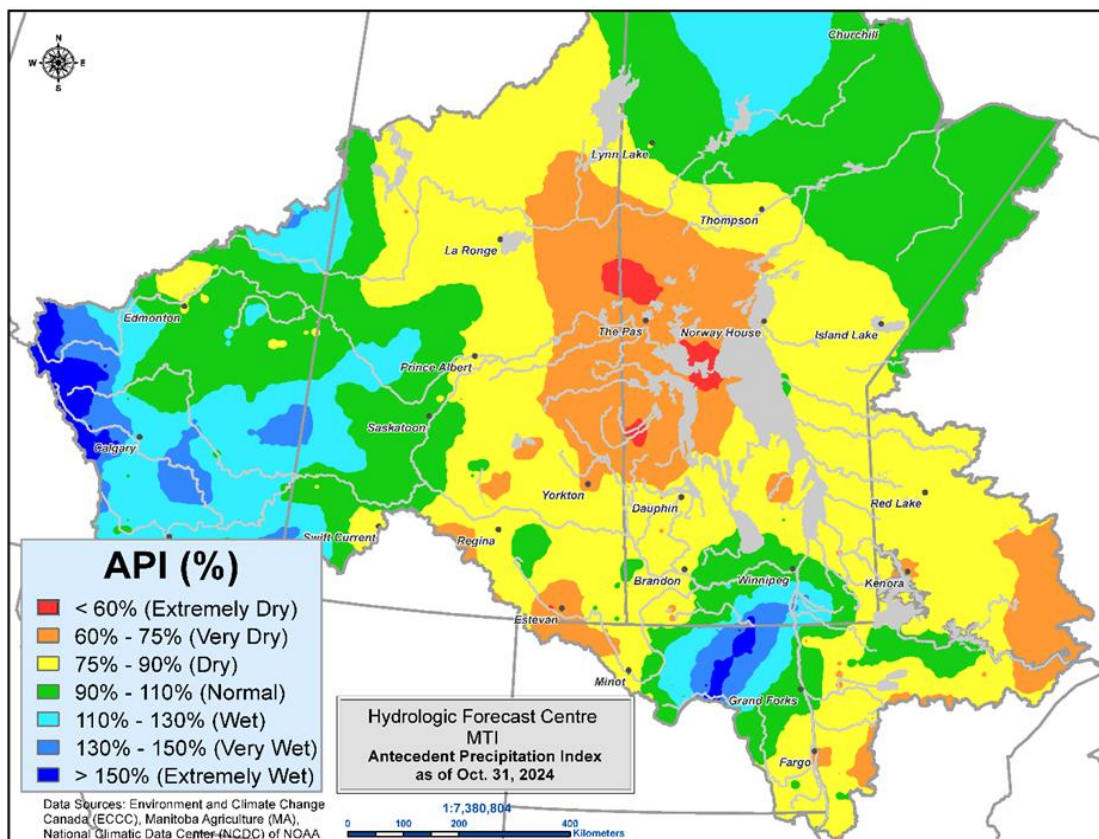 Churchill
N
W E
S
Lynn Lake
Thompson
La Ronge
Edmonton
The Pas
Norway House
Island Lake
Prince Albert
Saskatoon
Calgary
Yorkton
Dauphin
Red Lake
Swift Current
Regina
Brandon
Winnipeg
Kenora
Estevan
Minot
Grand Forks
Fargo
API (%)
< 60% (Extremely Dry)
60% - 75% (Very Dry)
75% - 90% (Dry)
90% - 110% (Normal)
110% - 130% (Wet)
130% - 150% (Very Wet)
> 150% (Extremely Wet)
Hydrologic Forecast Centre
MTI
Antecedent Precipitation Index
as of Oct. 31, 2024
Data Sources: Environment and Climate Change
Canada (ECCC), Manitoba Agriculture (MA),
National Climatic Data Center (NCDC) of NOAA
1:7,380,804
0 100 200 400
Kilometers